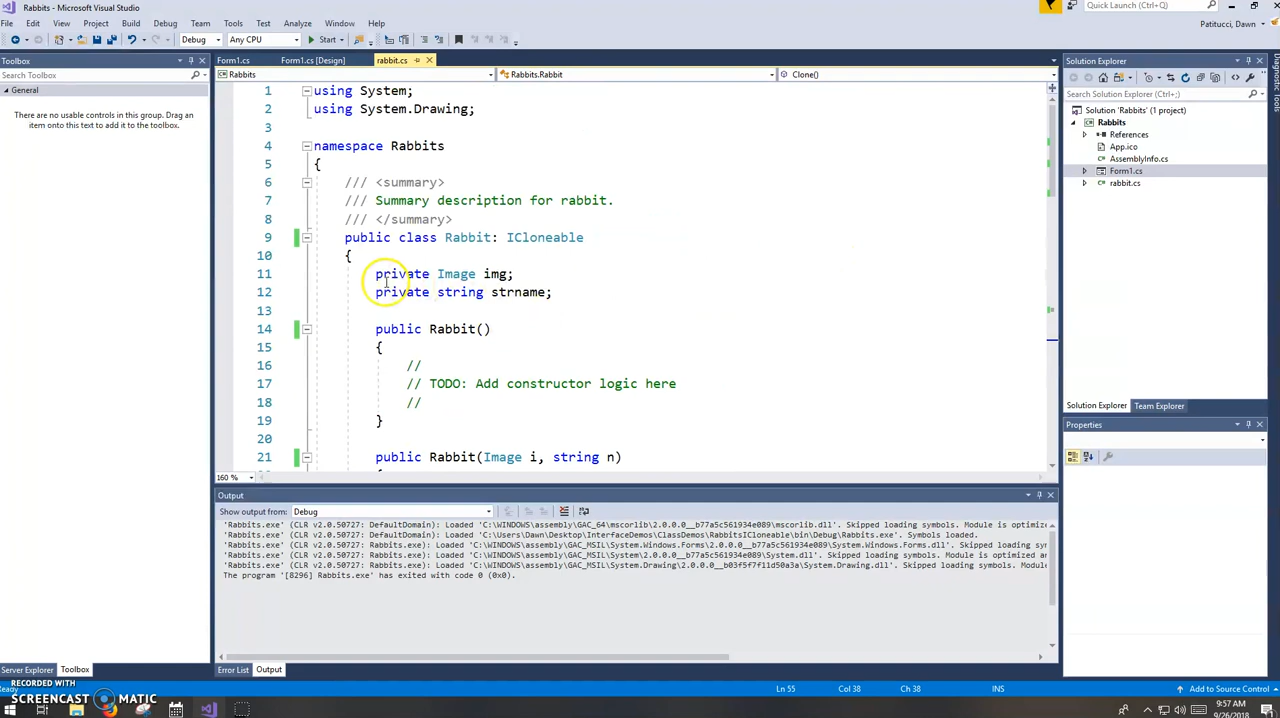 Rabbits - Microsoft Visual Studio
Quick Launch (Ctrl+Q)
File Edit View Project Build Debug Team Tools Test Analyze Window Help
Patitucci, Dawn
Debug Any CPU Start
Toolbox
Search Toolbox
General
There are no usable controls in this group. Drag an
item onto this text to add it to the toolbox.
Form1.cs Form1.cs [Design] rabbit.cs
Rabbits Rabbits.Rabbit Clone()
1 using System;
2 using System.Drawing;
3
4 namespace Rabbits
5 {
6 /// <summary>
7 /// Summary description for rabbit.
8 /// </summary>
9 public class Rabbit: ICloneable
10 {
11 private Image img;
12 private string strname;
13
14 public Rabbit()
15 {
16 //
17 // TODO: Add constructor logic here
18 //
19 }
20
21 public Rabbit(Image i, string n)
160 %
Output
Show output from: Debug
'Rabbits.exe' (CLR v2.0.50727: DefaultDomain): Loaded 'C:\WINDOWS\assembly\GAC_64\mscorlib\2.0.0.0__b77a5c561934e089\mscorlib.dll'. Skipped loading symbols. Module is optimize
'Rabbits.exe' (CLR v2.0.50727: DefaultDomain): Loaded 'C:\Users\Dawn\Desktop\InterfaceDemos\ClassDemos\RabbitsICloneable\bin\Debug\Rabbits.exe'. Symbols loaded.
'Rabbits.exe' (CLR v2.0.50727: Rabbits.exe): Loaded 'C:\WINDOWS\assembly\GAC_MSIL\System.Windows.Forms\2.0.0.0__b77a5c561934e089\System.Windows.Forms.dll'. Skipped loading sym
'Rabbits.exe' (CLR v2.0.50727: Rabbits.exe): Loaded 'C:\WINDOWS\assembly\GAC_MSIL\System\2.0.0.0__b77a5c561934e089\System.dll'. Skipped loading symbols. Module is optimized an
'Rabbits.exe' (CLR v2.0.50727: Rabbits.exe): Loaded 'C:\WINDOWS\assembly\GAC_MSIL\System.Drawing\2.0.0.0__b03f5f7f11d50a3a\System.Drawing.dll'. Skipped loading symbols. Module
The program '[8296] Rabbits.exe' has exited with code 0 (0x0).
Error List Output
Solution Explorer
Search Solution Explorer (Ctrl+;)
Solution 'Rabbits' (1 project)
Rabbits
References
App.ico
AssemblyInfo.cs
Form1.cs
rabbit.cs
Solution Explorer Team Explorer
Properties
Diagnostic Tools
Server Explorer Toolbox
RECORDED WITH
SCREENCAST MATIC
Ready
Ln 55 Col 38 Ch 38 INS Add to Source Control
9:57 AM
9/26/2018